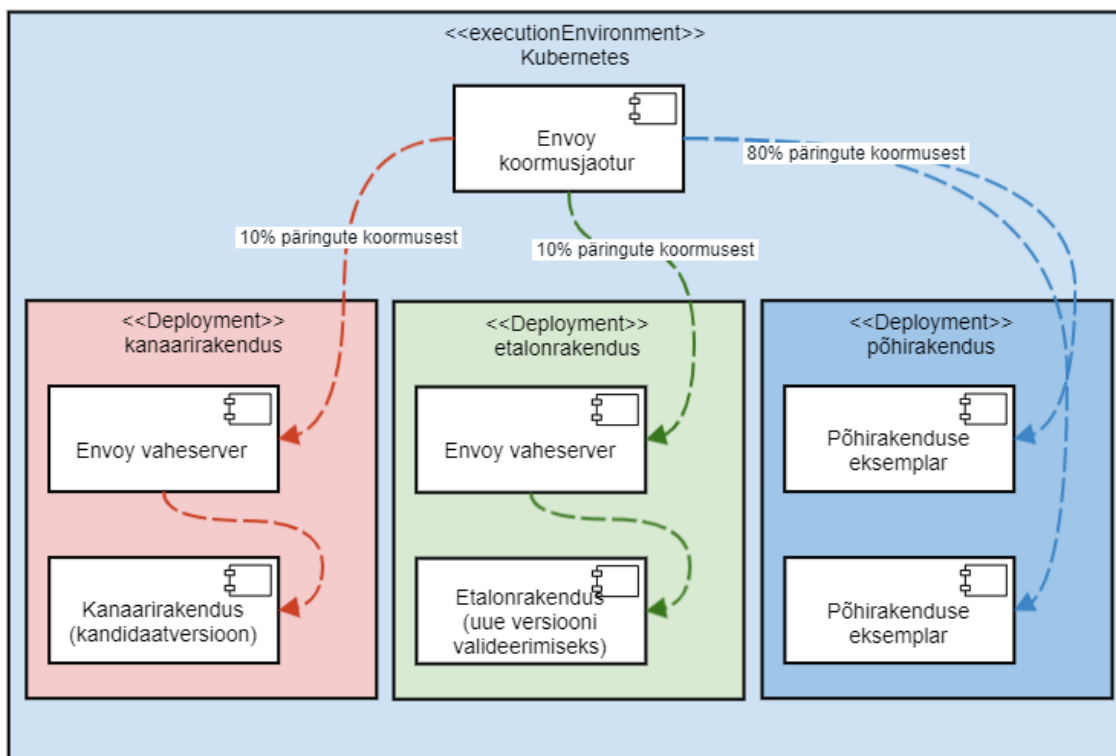 <<executionEnvironment>>
Kubernetes
Envoy
koormusjaotur
80% päringute koormusest
10% päringute koormusest
10% päringute koormusest
<<Deployment>>
kanaarirakendus
Envoy vaheserver
Kanaarirakendus
(kandidaatversioon)
<<Deployment>>
etalonrakendus
Envoy vaheserver
Etalonrakendus
(uue versiooni
valideerimiseks)
<<Deployment>>
põhirakendus
Põhirakenduse
eksemplar
Põhirakenduse
eksemplar